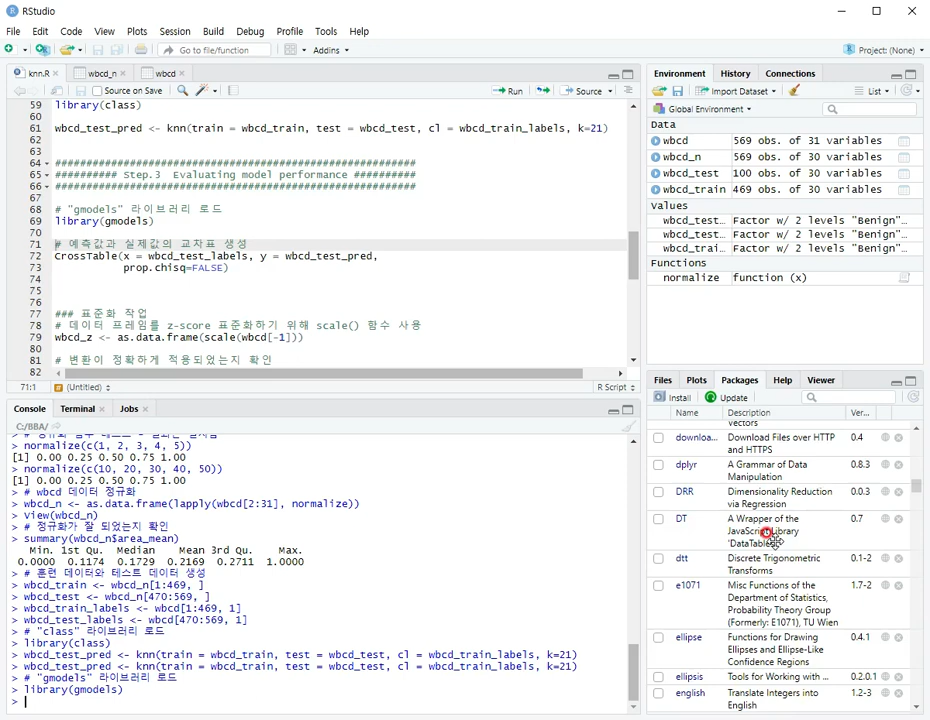 RStudio
File Edit Code View Plots Session Build Debug Profile Tools Help
Go to file/function Addins Project: (None)
knn.R wbcd_n wbcd
Source on Save Run Source
59 library(class)
60
61 wbcd_test_pred <- knn(train = wbcd_train, test = wbcd_test, cl = wbcd_train_labels, k=21)
62
63
64 ##########################################################
65 ########## Step.3 Evaluating model performance ##########
66 ##########################################################
67
68 # "gmodels" 라이브러리 로드
69 library(gmodels)
70
71 # 예측값과 실제값의 교차표 생성
72 CrossTable(x = wbcd_test_labels, y = wbcd_test_pred,
73 prop.chisq=FALSE)
74
75
76
77 ### 표준화 작업
78 # 데이터 프레임을 z-score 표준화하기 위해 scale() 함수 사용
79 wbcd_z <- as.data.frame(scale(wbcd[-1]))
80
81 # 변환이 정확하게 적용되었는지 확인
82
71:1 (Untitled) R Script
Console Terminal Jobs
C:/BBA/
> normalize(c(1, 2, 3, 4, 5))
[1] 0.00 0.25 0.50 0.75 1.00
> normalize(c(10, 20, 30, 40, 50))
[1] 0.00 0.25 0.50 0.75 1.00
> # wbcd 데이터 정규화
> wbcd_n <- as.data.frame(lapply(wbcd[2:31], normalize))
> View(wbcd_n)
> # 정규화가 잘 되었는지 확인
> summary(wbcd_n$area_mean)
Min. 1st Qu. Median Mean 3rd Qu. Max.
0.0000 0.1174 0.1729 0.2169 0.2711 1.0000
> # 훈련 데이터와 테스트 데이터 생성
> wbcd_train <- wbcd_n[1:469, ]
> wbcd_test <- wbcd_n[470:569, ]
> wbcd_train_labels <- wbcd[1:469, 1]
> wbcd_test_labels <- wbcd[470:569, 1]
> # "class" 라이브러리 로드
> library(class)
> wbcd_test_pred <- knn(train = wbcd_train, test = wbcd_test, cl = wbcd_train_labels, k=21)
> wbcd_test_pred <- knn(train = wbcd_train, test = wbcd_test, cl = wbcd_train_labels, k=21)
> # "gmodels" 라이브러리 로드
> library(gmodels)
>
Environment History Connections
Import Dataset List
Global Environment
Data
wbcd 569 obs. of 31 variables
wbcd_n 569 obs. of 30 variables
wbcd_test 100 obs. of 30 variables
wbcd_train 469 obs. of 30 variables
Values
wbcd_test… Factor w/ 2 levels "Benign"…
wbcd_test… Factor w/ 2 levels "Benign"…
wbcd_trai… Factor w/ 2 levels "Benign"…
Functions
normalize function (x)
Files Plots Packages Help Viewer
Install Update
Name Description Ver...
Vectors
downloa... Download Files over HTTP 0.4
and HTTPS
dplyr A Grammar of Data 0.8.3
Manipulation
DRR Dimensionality Reduction 0.0.3
via Regression
DT A Wrapper of the 0.7
JavaScript Library
'DataTables'
dtt Discrete Trigonometric 0.1-2
Transforms
e1071 Misc Functions of the 1.7-2
Department of Statistics,
Probability Theory Group
(Formerly: E1071), TU Wien
ellipse Functions for Drawing 0.4.1
Ellipses and Ellipse-Like
Confidence Regions
ellipsis Tools for Working with ... 0.2.0.1
english Translate Integers into 1.2-3
English